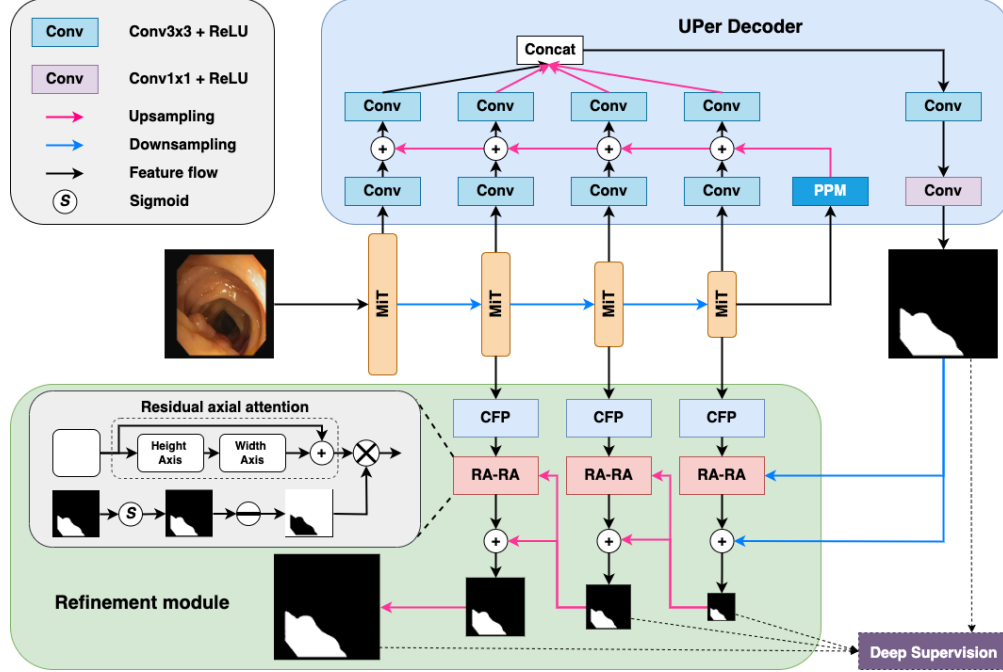 Conv
Conv3x3 + ReLU
Conv
Conv1x1 + ReLU
Upsampling
Downsampling
Feature flow
S
Sigmoid
UPer Decoder
Concat
Conv
Conv
Conv
Conv
Conv
+
+
+
+
Conv
Conv
Conv
Conv
PPM
Conv
MiT
MiT
MiT
MiT
Residual axial attention
Height
Axis
Width
Axis
+
S
CFP
CFP
CFP
RA-RA
RA-RA
RA-RA
+
+
+
Refinement module
Deep Supervision